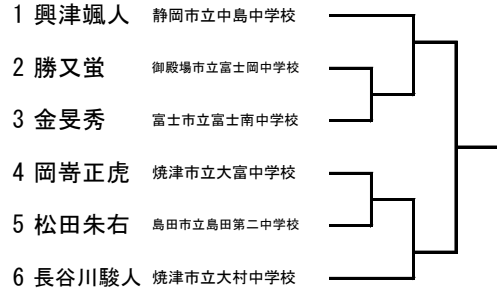 1 興津颯人 静岡市立中島中学校
2 勝又蛍 御殿場市立富士岡中学校
3 金旻秀 富士市立富士南中学校
4 岡嵜正虎 焼津市立大富中学校
5 松田朱右 島田市立島田第二中学校
6 長谷川駿人 焼津市立大村中学校